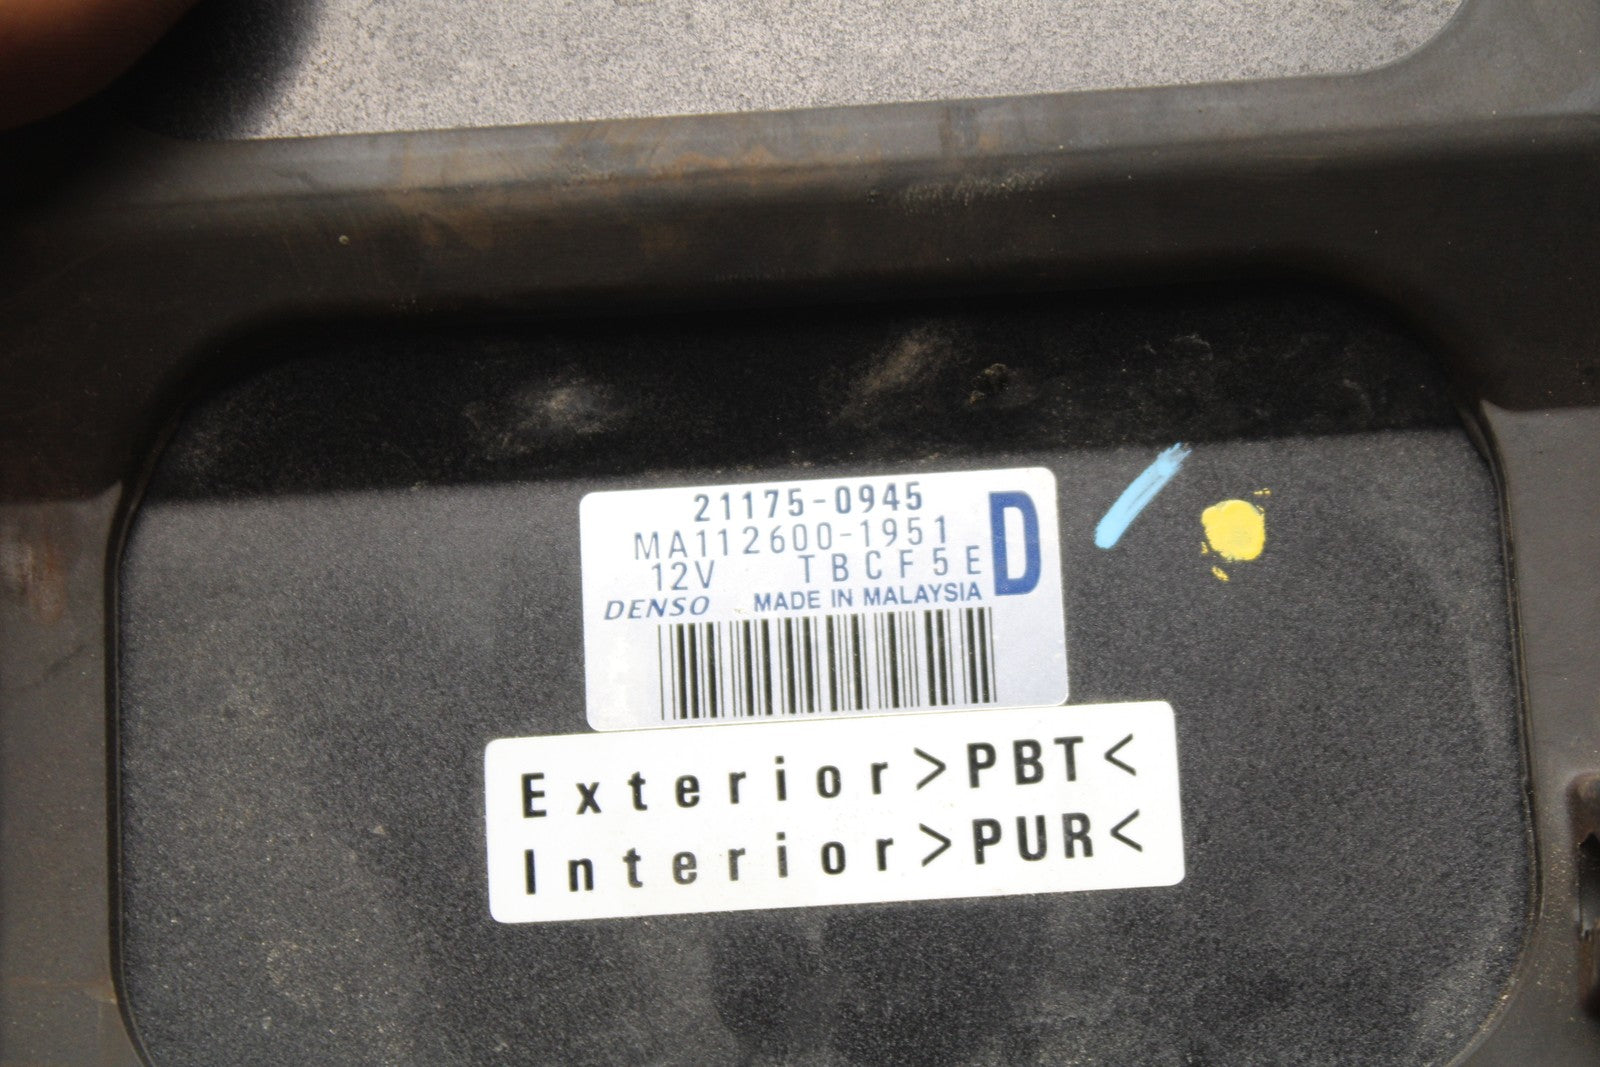 21175-0945
MA112600-1951
12V TBCF5E
D
DENSO MADE IN MALAYSIA
Exterior>PBT<
Interior>PUR<